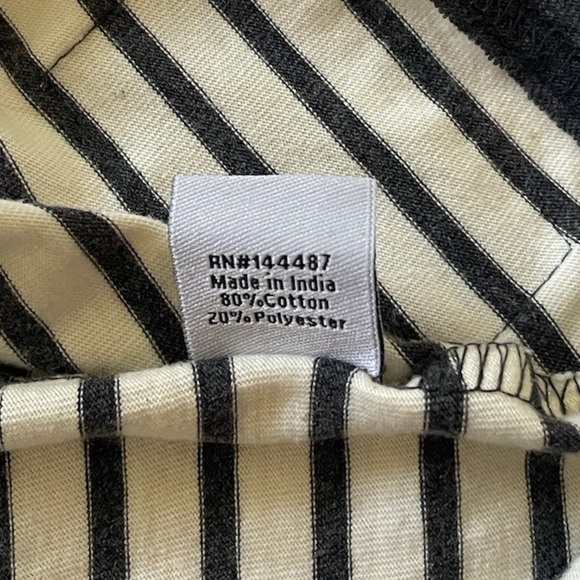 RN#144487
Made in India
80%Cotton
20%Polyester